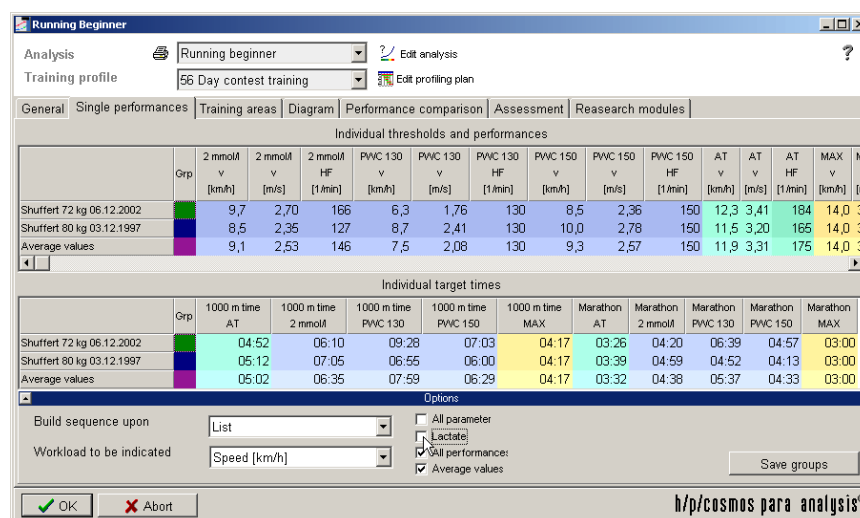 Running Beginner
Analysis Running beginner Edit analysis ?
Training profile 56 Day contest training Edit profiling plan
General Single performances Training areas Diagram Performance comparison Assessment Reasearch modules
Individual thresholds and performances
2 mmol/l 2 mmol/l 2 mmol/l PWC 130 PWC 130 PWC 130 PWC 150 PWC 150 PWC 150 AT AT AT MAX
Grp v v HF v v HF v v HF v v HF v
[km/h] [m/s] [1/min] [km/h] [m/s] [1/min] [km/h] [m/s] [1/min] [km/h] [m/s] [1/min] [km/h]
Shuffert 72 kg 06.12.2002 9,7 2,70 166 6,3 1,76 130 8,5 2,36 150 12,3 3,41 184 14,0
Shuffert 80 kg 03.12.1997 8,5 2,35 127 8,7 2,41 130 10,0 2,78 150 11,5 3,20 165 14,0
Average values 9,1 2,53 146 7,5 2,08 130 9,3 2,57 150 11,9 3,31 175 14,0
Individual target times
Grp 1000 m time 1000 m time 1000 m time 1000 m time 1000 m time Marathon Marathon Marathon Marathon Marathon
AT 2 mmol/l PWC 130 PWC 150 MAX AT 2 mmol/l PWC 130 PWC 150 MAX
Shuffert 72 kg 06.12.2002 04:52 06:10 09:28 07:03 04:17 03:26 04:20 06:39 04:57 03:00
Shuffert 80 kg 03.12.1997 05:12 07:05 06:55 06:00 04:17 03:39 04:59 04:52 04:13 03:00
Average values 05:02 06:35 07:59 06:29 04:17 03:32 04:38 05:37 04:33 03:00
Options
Build sequence upon List All parameter
Lactate
Workload to be indicated Speed [km/h] All performances
Average values
Save groups
OK Abort h/p/cosmos para analysis